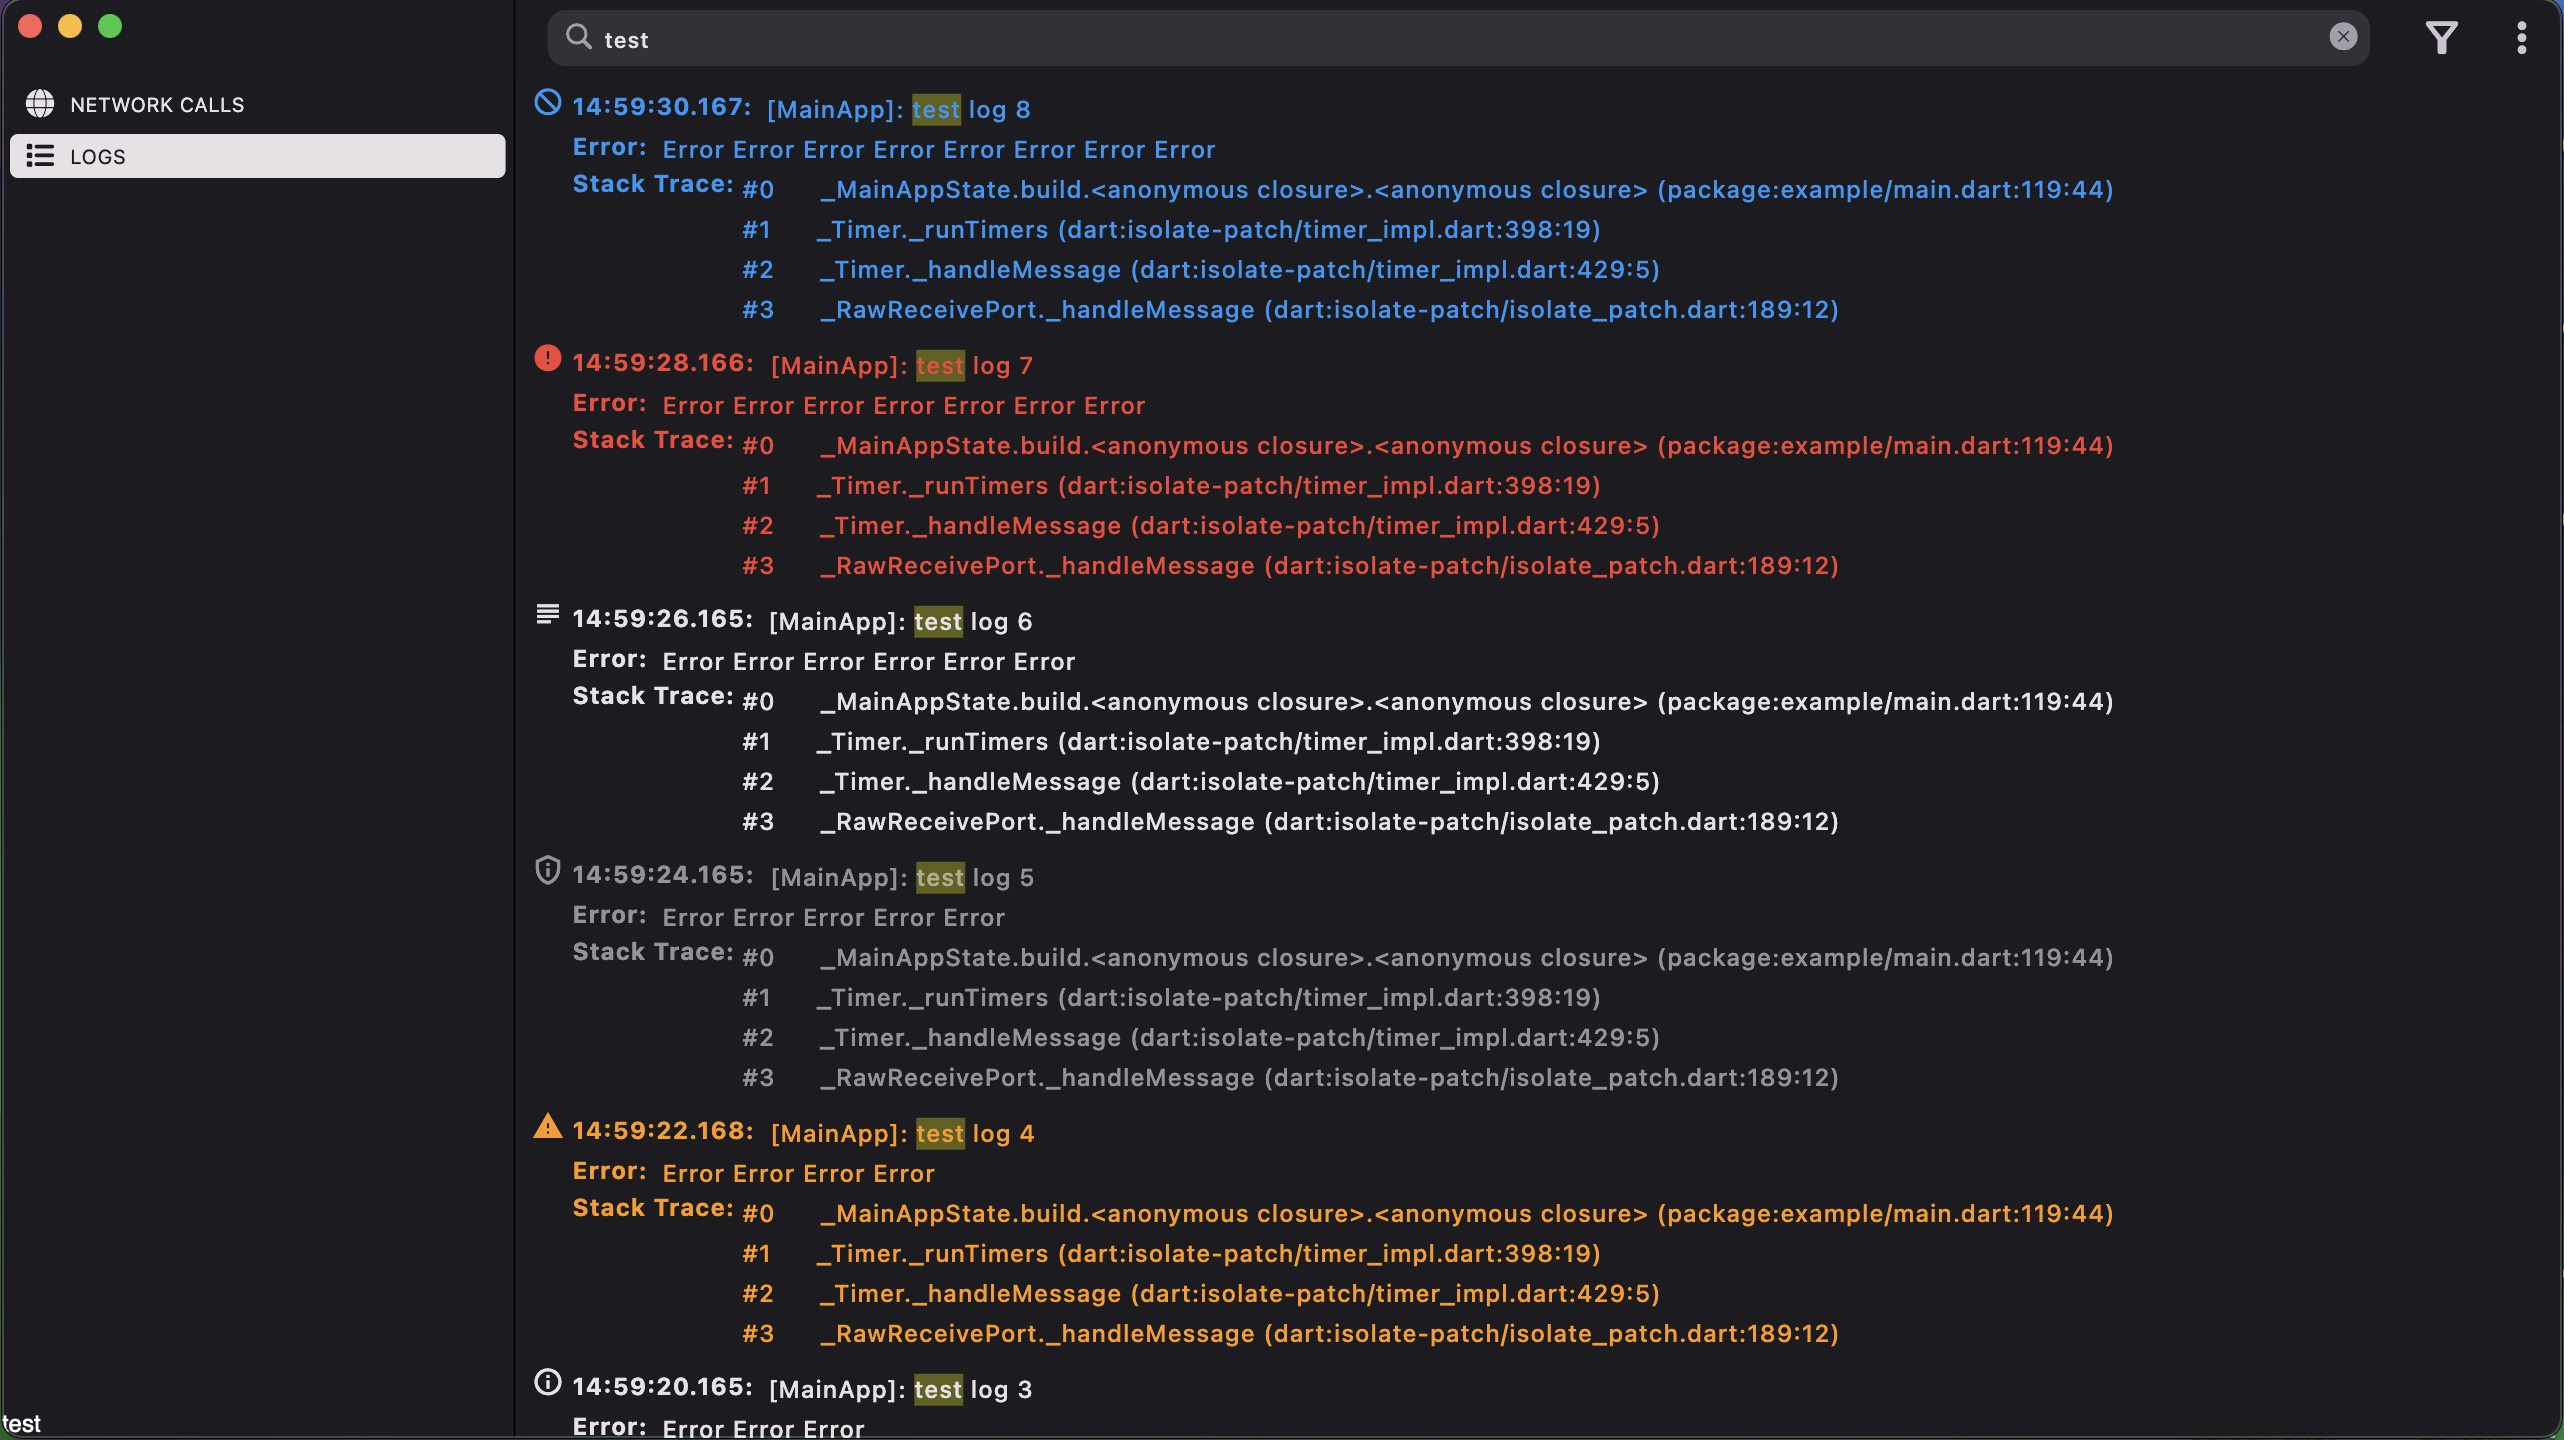 test
NETWORK CALLS
LOGS
14:59:30.167: [MainApp]: test log 8
Error: Error Error Error Error Error Error Error Error
Stack Trace: #0 _MainAppState.build.<anonymous closure>.<anonymous closure> (package:example/main.dart:119:44)
#1 _Timer._runTimers (dart:isolate-patch/timer_impl.dart:398:19)
#2 _Timer._handleMessage (dart:isolate-patch/timer_impl.dart:429:5)
#3 _RawReceivePort._handleMessage (dart:isolate-patch/isolate_patch.dart:189:12)
14:59:28.166: [MainApp]: test log 7
Error: Error Error Error Error Error Error Error
Stack Trace: #0 _MainAppState.build.<anonymous closure>.<anonymous closure> (package:example/main.dart:119:44)
#1 _Timer._runTimers (dart:isolate-patch/timer_impl.dart:398:19)
#2 _Timer._handleMessage (dart:isolate-patch/timer_impl.dart:429:5)
#3 _RawReceivePort._handleMessage (dart:isolate-patch/isolate_patch.dart:189:12)
14:59:26.165: [MainApp]: test log 6
Error: Error Error Error Error Error Error
Stack Trace: #0 _MainAppState.build.<anonymous closure>.<anonymous closure> (package:example/main.dart:119:44)
#1 _Timer._runTimers (dart:isolate-patch/timer_impl.dart:398:19)
#2 _Timer._handleMessage (dart:isolate-patch/timer_impl.dart:429:5)
#3 _RawReceivePort._handleMessage (dart:isolate-patch/isolate_patch.dart:189:12)
14:59:24.165: [MainApp]: test log 5
Error: Error Error Error Error Error
Stack Trace: #0 _MainAppState.build.<anonymous closure>.<anonymous closure> (package:example/main.dart:119:44)
#1 _Timer._runTimers (dart:isolate-patch/timer_impl.dart:398:19)
#2 _Timer._handleMessage (dart:isolate-patch/timer_impl.dart:429:5)
#3 _RawReceivePort._handleMessage (dart:isolate-patch/isolate_patch.dart:189:12)
14:59:22.168: [MainApp]: test log 4
Error: Error Error Error Error
Stack Trace: #0 _MainAppState.build.<anonymous closure>.<anonymous closure> (package:example/main.dart:119:44)
#1 _Timer._runTimers (dart:isolate-patch/timer_impl.dart:398:19)
#2 _Timer._handleMessage (dart:isolate-patch/timer_impl.dart:429:5)
#3 _RawReceivePort._handleMessage (dart:isolate-patch/isolate_patch.dart:189:12)
14:59:20.165: [MainApp]: test log 3
Error: Error Error Error
test